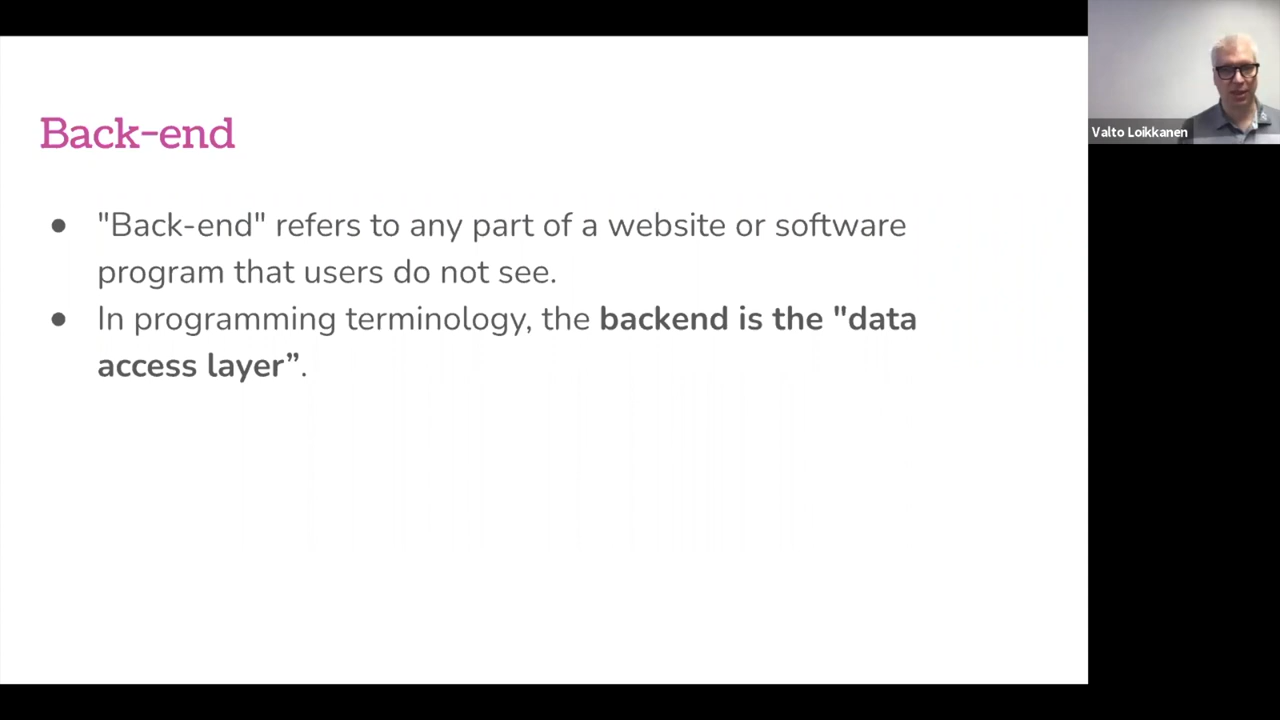 Back-end
● "Back-end" refers to any part of a website or software
program that users do not see.
● In programming terminology, the backend is the "data
access layer”.
Valto Loikkanen